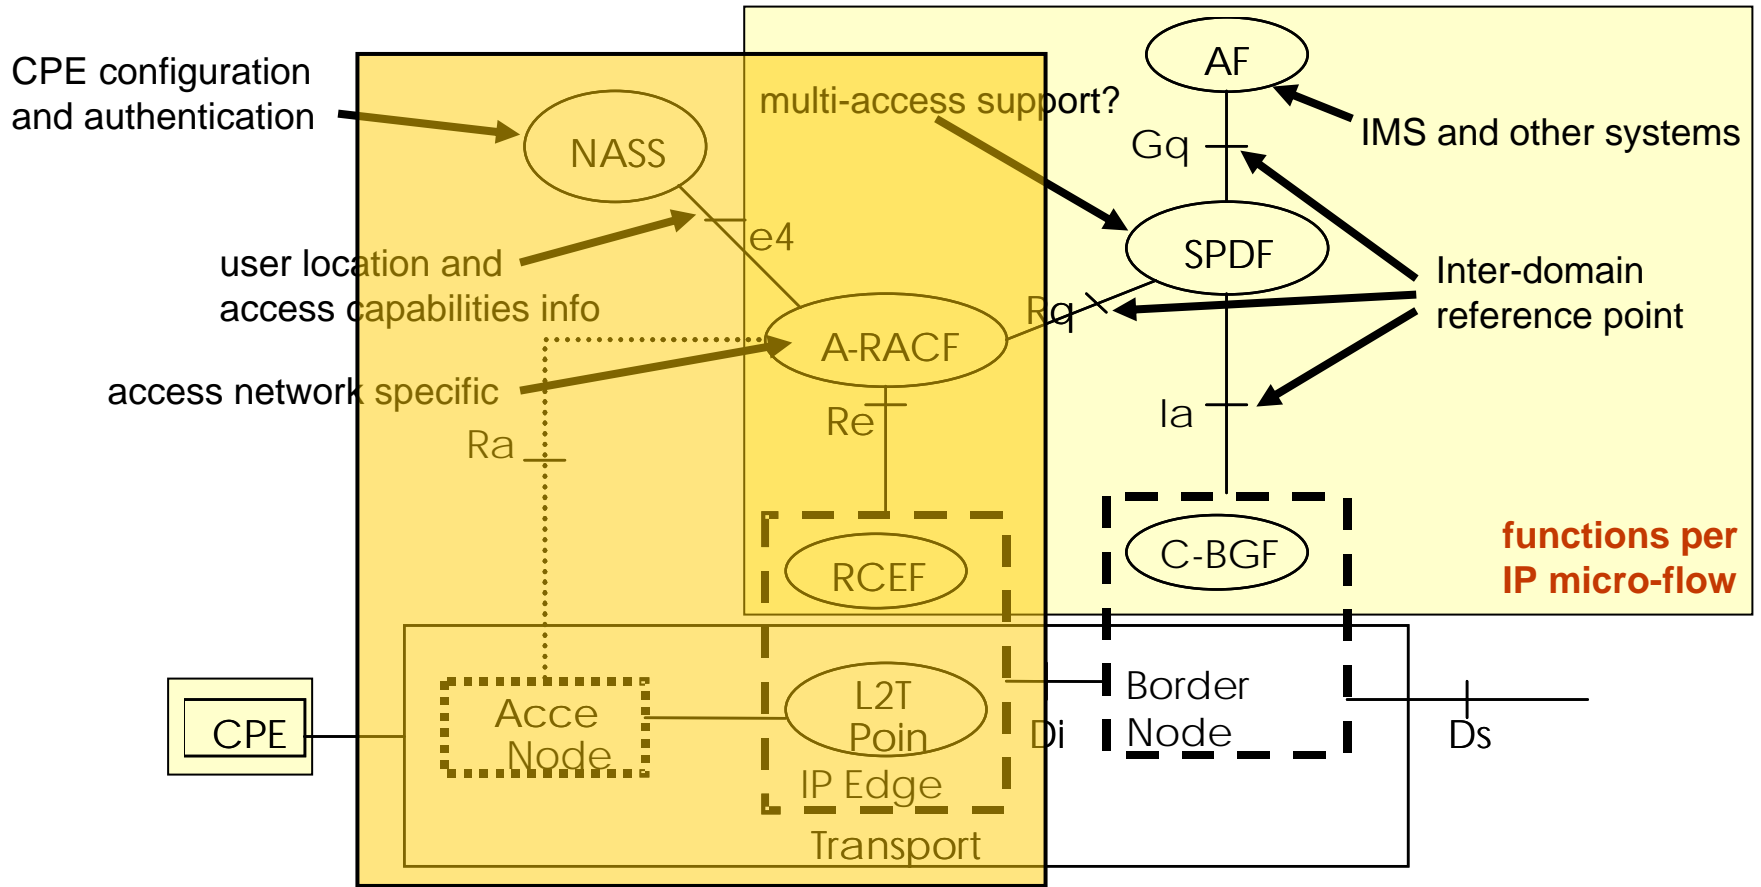 CPE configuration
and authentication
NASS
multi-access support?
AF
IMS and other systems
Gq
e4
SPDF
user location and
access capabilities info
Rq
Inter-domain
reference point
A-RACF
access network specific
Re
Ia
Ra
RCEF
C-BGF
functions per
IP micro-flow
CPE
Acce
Node
L2T
Poin
IP Edge
Di
Border
Node
Ds
Transport